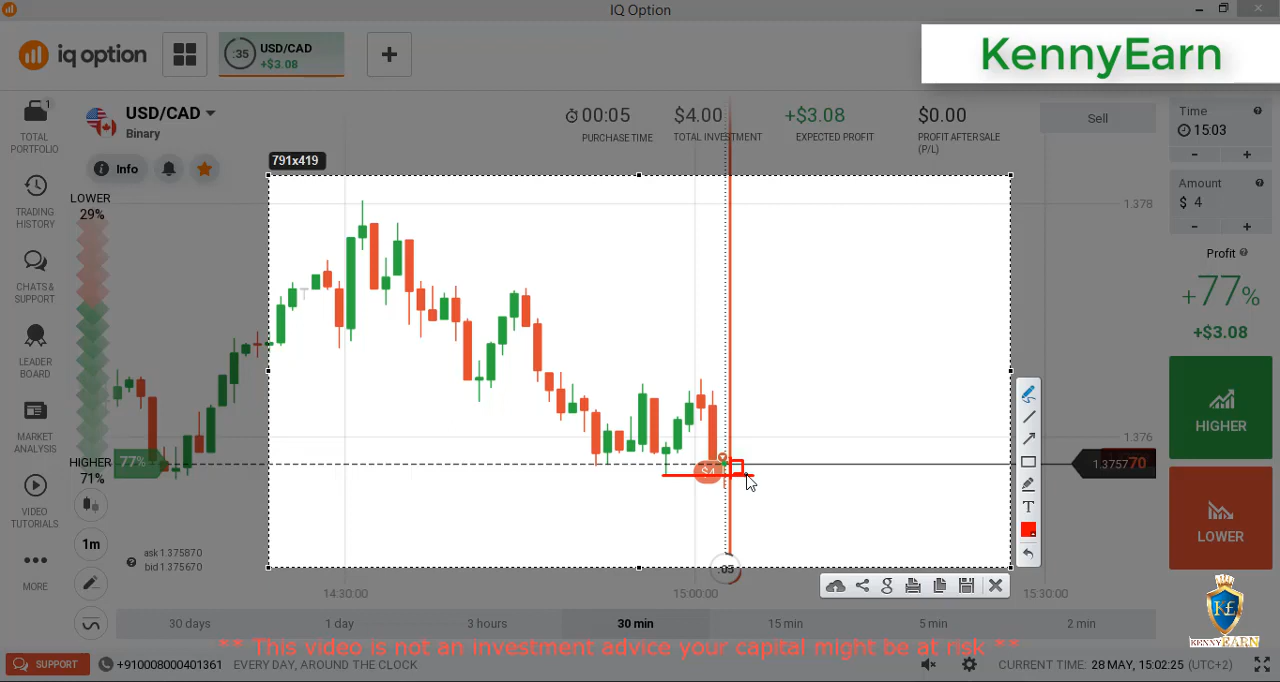 IQ Option
iq option
.35
USD/CAD
+$3.08
+
KennyEarn
1
TOTAL
PORTFOLIO
TRADING
HISTORY
CHATS &
SUPPORT
LEADER
BOARD
MARKET
ANALYSIS
VIDEO
TUTORIALS
MORE
USD/CAD
Binary
Info
00:05
PURCHASE TIME
$4.00
TOTAL INVESTMENT
+$3.08
EXPECTED PROFIT
$0.00
PROFIT AFTER SALE
(P/L)
Sell
791x419
LOWER
29%
HIGHER
71%
77%
1m
ask 1.375870
bid 1.375670
$4
.03
1.378
1.376
1.375770
14:30:00
15:00:00
15:30:00
T
g
30 days
1 day
3 hours
30 min
15 min
5 min
2 min
Time
15:03
- +
Amount
$ 4
- +
Profit
+77%
+$3.08
HIGHER
LOWER
KE
KENNYEARN
** This video is not an investment advice your capital might be at risk **
SUPPORT
+910008000401361
EVERY DAY, AROUND THE CLOCK
CURRENT TIME: 28 MAY, 15:02:25 (UTC+2)